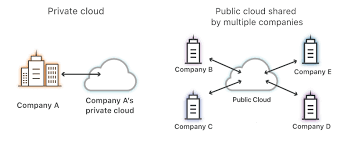 Private cloud
Company A
Company A's
private cloud
Public cloud shared
by multiple companies
Company B
Company E
Public Cloud
Company C
Company D